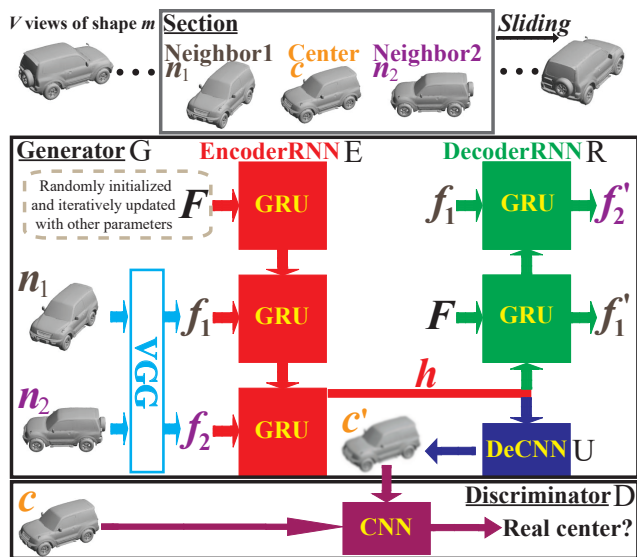 V views of shape m
Section
Sliding
Neighbor1
Center
Neighbor2
n1
c
n2
Generator G
EncoderRNN E
DecoderRNN R
Randomly initialized
and iteratively updated
with other parameters
F
GRU
f1
GRU
f2'
n1
VGG
f1
GRU
F
GRU
f1'
n2
f2
GRU
h
c'
DeCNN U
Discriminator D
c
CNN
Real center?